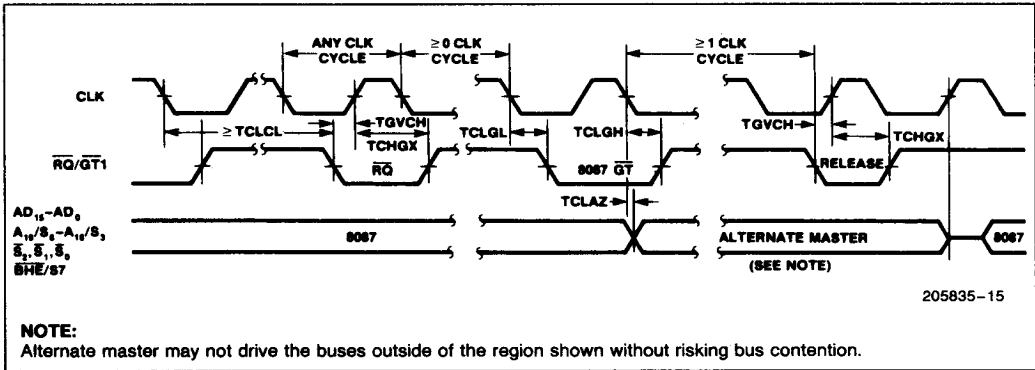 ANY CLK CYCLE
≥ 0 CLK CYCLE
≥ 1 CLK CYCLE
CLK
≥ TCLCL
TGVCH
TCHGX
TCLGL
TCLGH
TGVCH
TCHGX
RQ/GT1
RQ
8087 GT
RELEASE
TCLAZ
AD15–AD0
A19/S6–A16/S3
S2, S1, S0
BHE/S7
8087
ALTERNATE MASTER
(SEE NOTE)
8087
205835–15
NOTE:
Alternate master may not drive the buses outside of the region shown without risking bus contention.